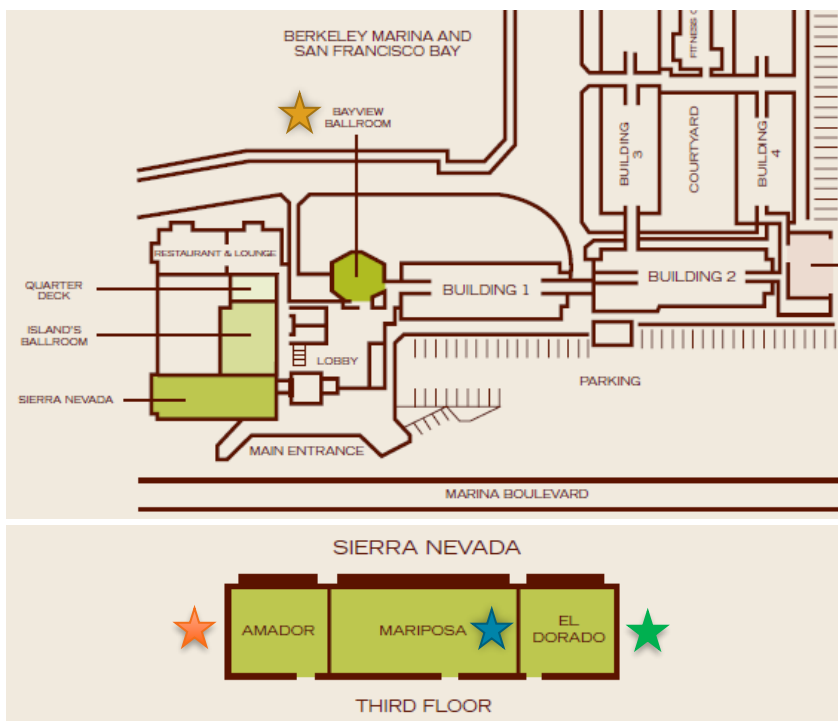 BERKELEY MARINA AND
SAN FRANCISCO BAY
FITNESS
BAYVIEW
BALLROOM
BUILDING
3
COURTYARD
BUILDING
4
RESTAURANT & LOUNGE
QUARTER
DECK
BUILDING 1
BUILDING 2
ISLAND'S
BALLROOM
LOBBY
PARKING
SIERRA NEVADA
MAIN ENTRANCE
MARINA BOULEVARD
SIERRA NEVADA
AMADOR
MARIPOSA
EL
DORADO
THIRD FLOOR